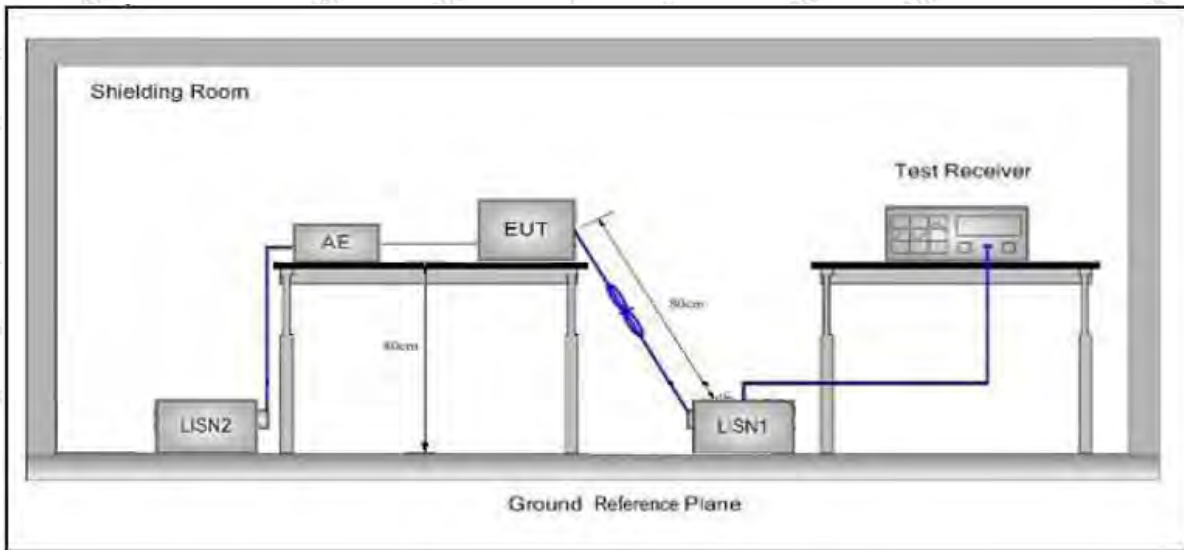 Shielding Room
Test Receiver
AE
EUT
80cm
80cm
LISN2
LISN1
Ground Reference Plane